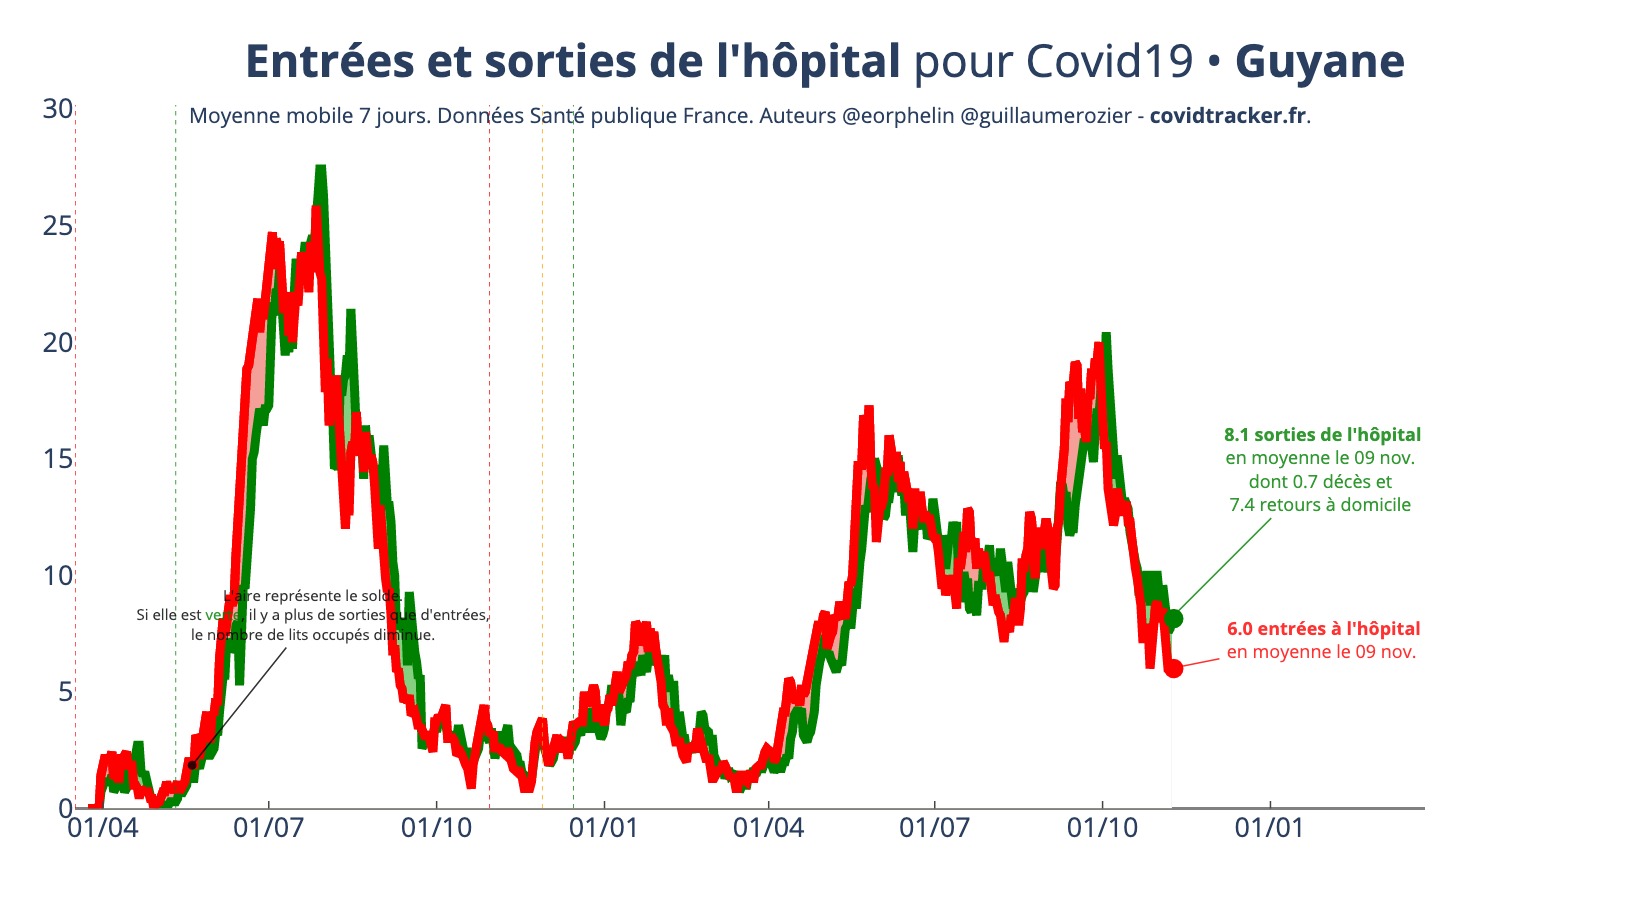 Entrées et sorties de l'hôpital pour Covid19 • Guyane
Moyenne mobile 7 jours. Données Santé publique France. Auteurs @eorphelin @guillaumerozier - covidtracker.fr.
30
25
20
15
10
5
0
8.1 sorties de l'hôpital
en moyenne le 09 nov.
dont 0.7 décès et
7.4 retours à domicile
L'aire représente le solde.
Si elle est verte, il y a plus de sorties que d'entrées,
le nombre de lits occupés diminue.
6.0 entrées à l'hôpital
en moyenne le 09 nov.
01/04 01/07 01/10 01/01 01/04 01/07 01/10 01/01